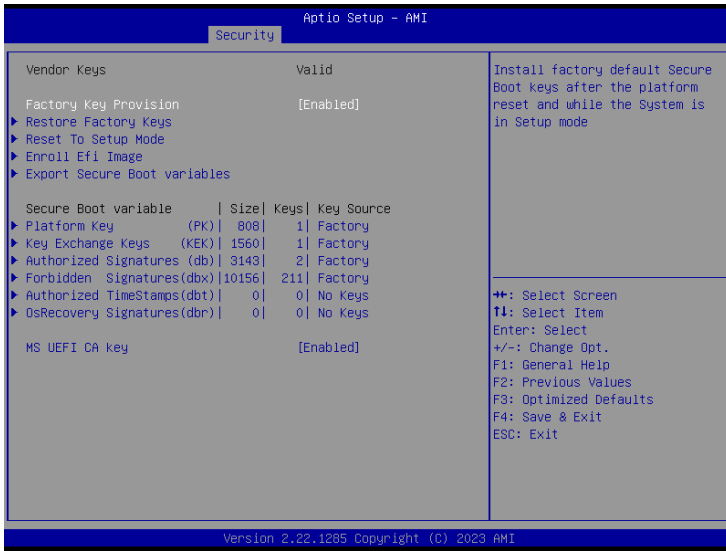 Aptio Setup – AMI
Security
Vendor Keys Valid
Factory Key Provision [Enabled]
Restore Factory Keys
Reset To Setup Mode
Enroll Efi Image
Export Secure Boot variables
Secure Boot variable | Size| Keys| Key Source
Platform Key (PK)| 808| 1| Factory
Key Exchange Keys (KEK)| 1560| 1| Factory
Authorized Signatures (db)| 3143| 2| Factory
Forbidden Signatures(dbx)|10156| 211| Factory
Authorized TimeStamps(dbt)| 0| 0| No Keys
OsRecovery Signatures(dbr)| 0| 0| No Keys
MS UEFI CA key [Enabled]
Install factory default Secure
Boot keys after the platform
reset and while the System is
in Setup mode
→←: Select Screen
↑↓: Select Item
Enter: Select
+/-: Change Opt.
F1: General Help
F2: Previous Values
F3: Optimized Defaults
F4: Save & Exit
ESC: Exit
Version 2.22.1285 Copyright (C) 2023 AMI